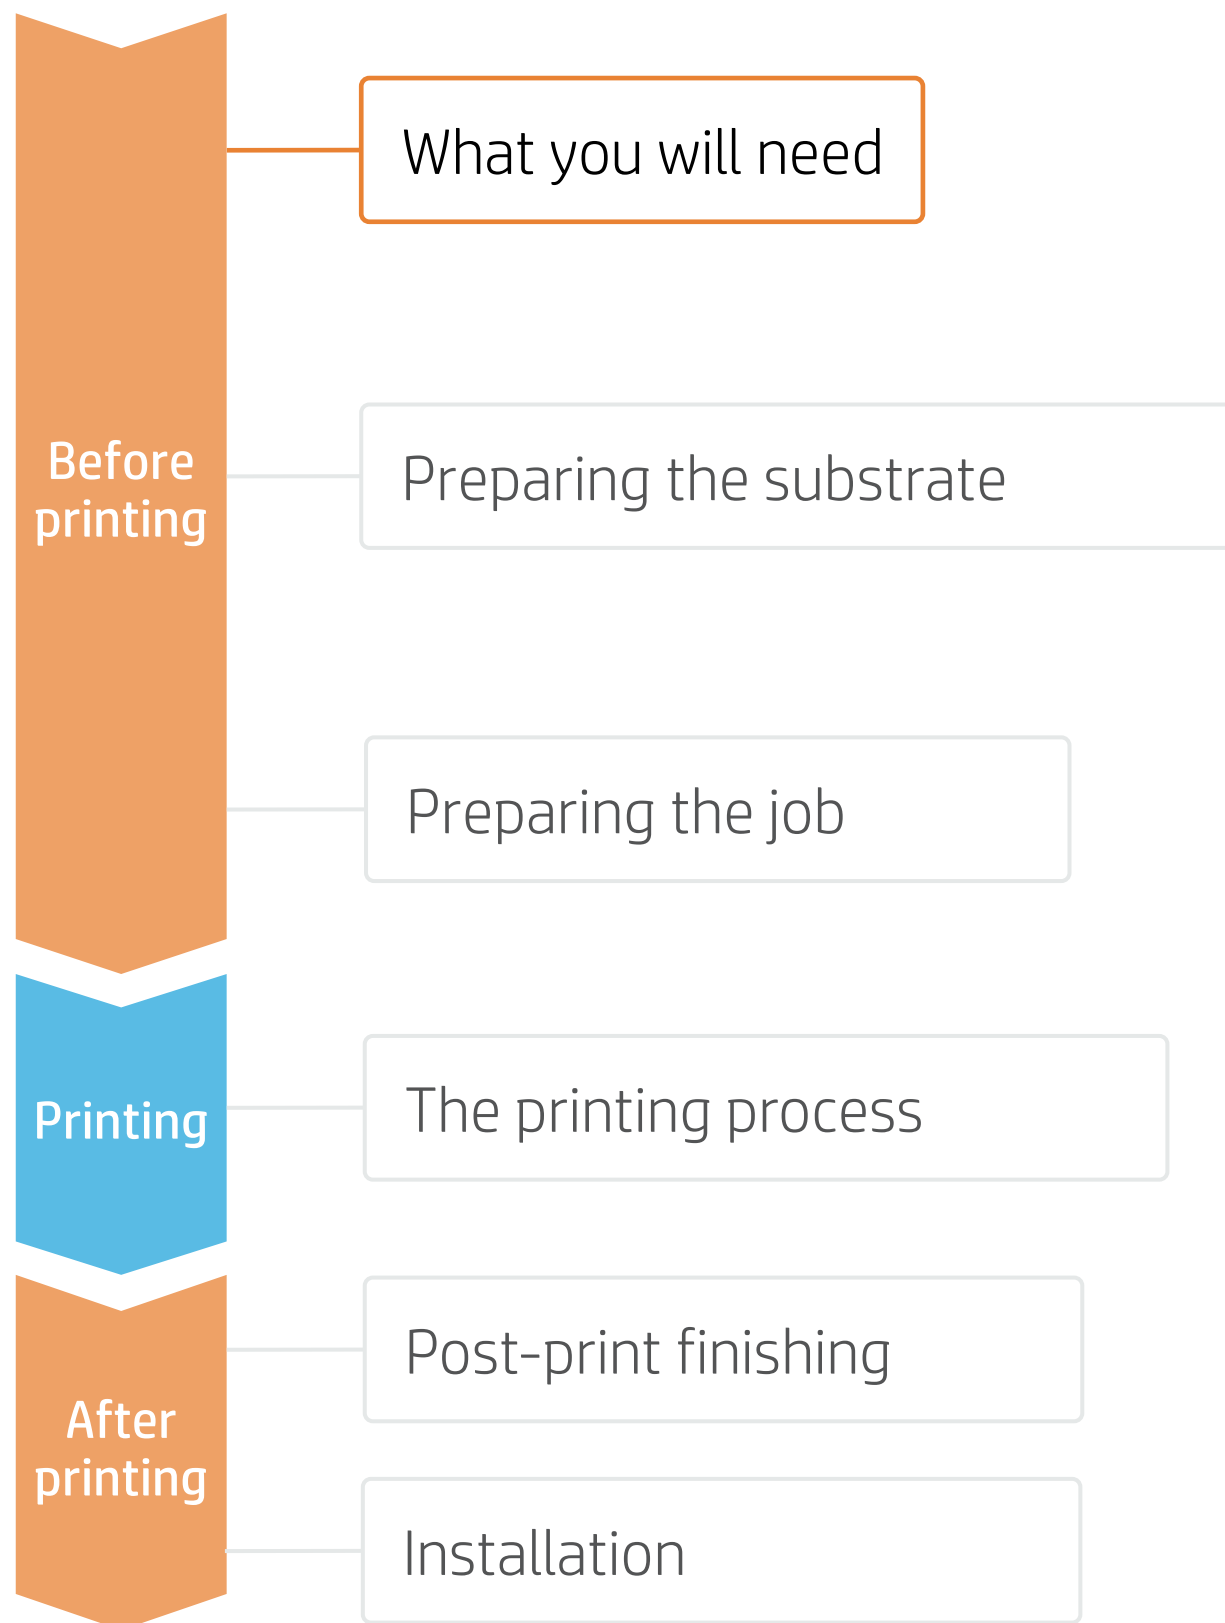 What you will need
Before
printing
Preparing the substrate
Preparing the job
Printing
The printing process
After
printing
Post-print finishing
Installation